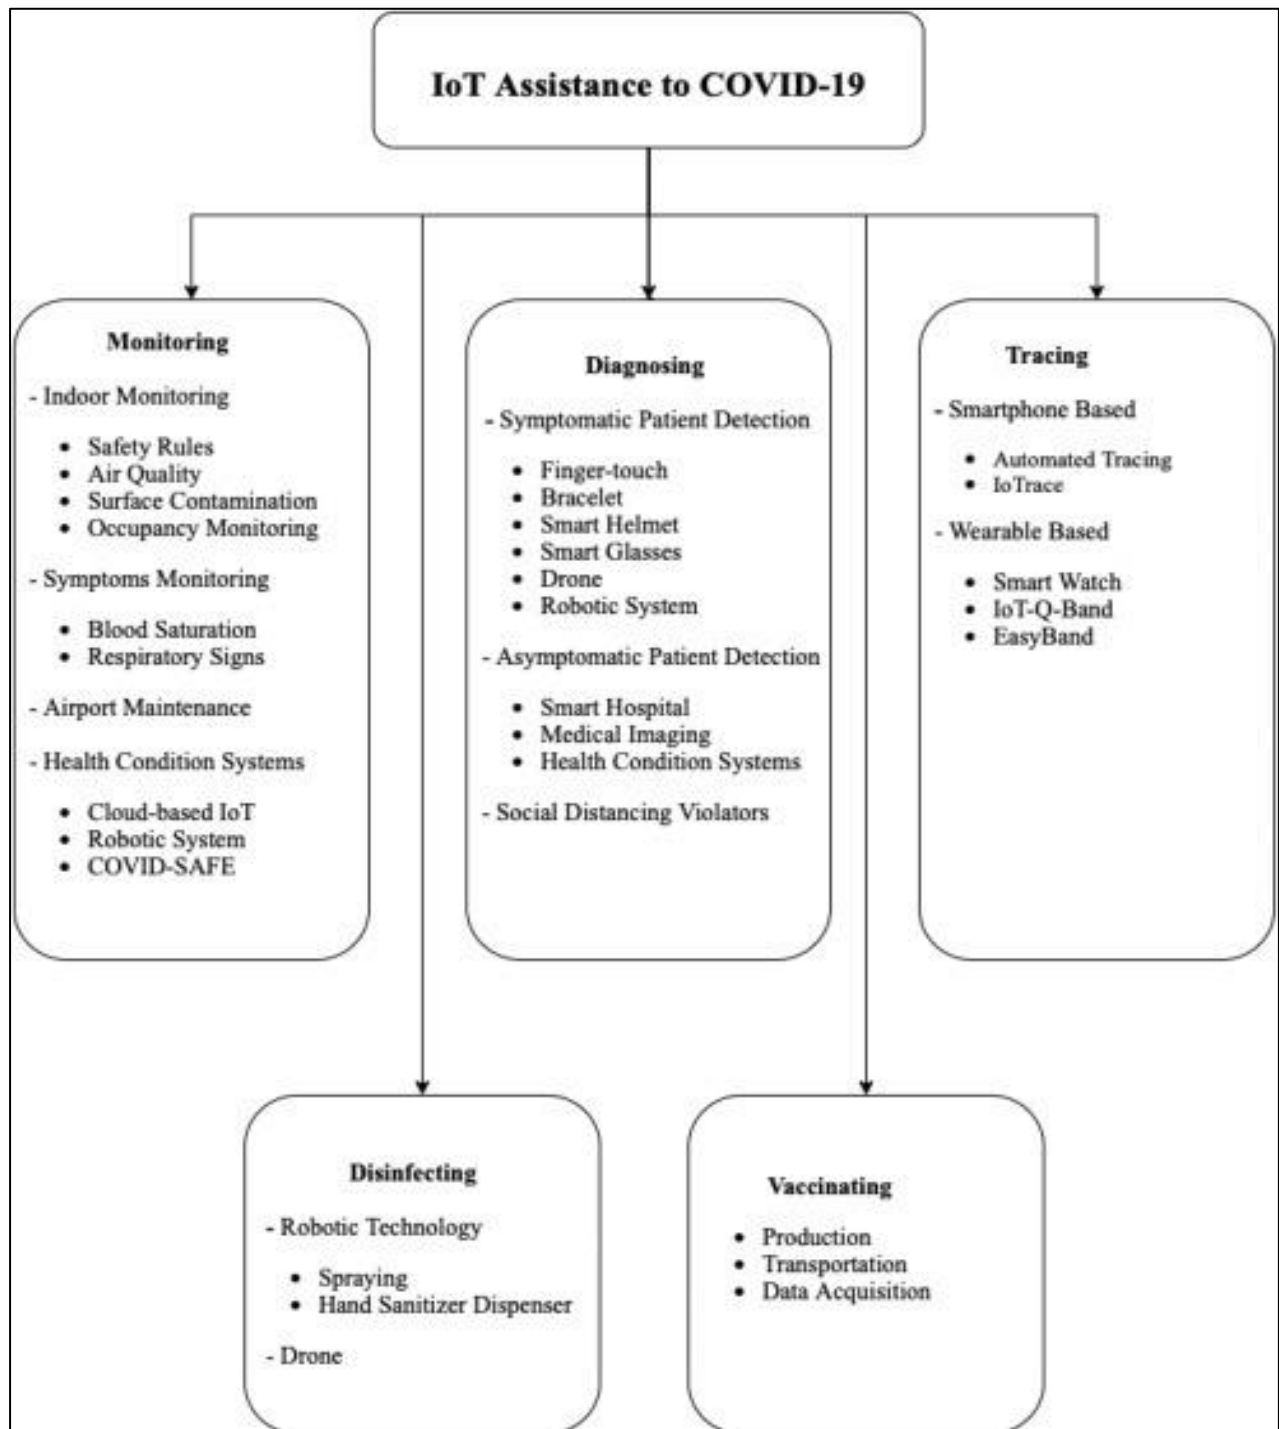 IoT Assistance to COVID-19
Monitoring
- Indoor Monitoring
• Safety Rules
• Air Quality
• Surface Contamination
• Occupancy Monitoring
- Symptoms Monitoring
• Blood Saturation
• Respiratory Signs
- Airport Maintenance
- Health Condition Systems
• Cloud-based IoT
• Robotic System
• COVID-SAFE
Diagnosing
- Symptomatic Patient Detection
• Finger-touch
• Bracelet
• Smart Helmet
• Smart Glasses
• Drone
• Robotic System
- Asymptomatic Patient Detection
• Smart Hospital
• Medical Imaging
• Health Condition Systems
- Social Distancing Violators
Tracing
- Smartphone Based
• Automated Tracing
• IoTrace
- Wearable Based
• Smart Watch
• IoT-Q-Band
• EasyBand
Disinfecting
- Robotic Technology
• Spraying
• Hand Sanitizer Dispenser
- Drone
Vaccinating
• Production
• Transportation
• Data Acquisition